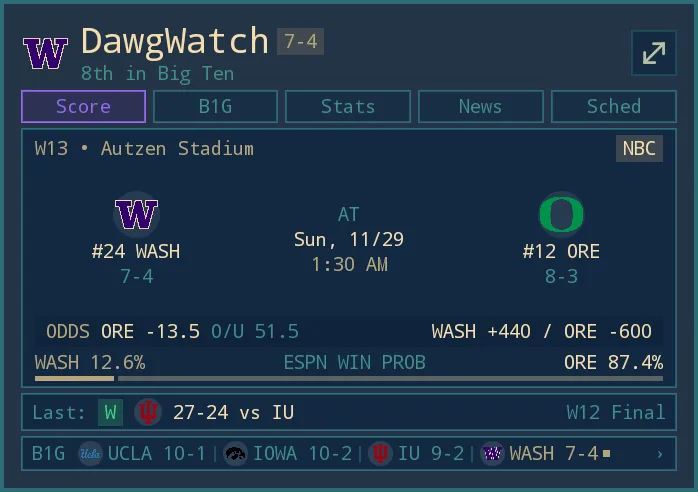 W DawgWatch 7-4
8th in Big Ten
Score B1G Stats News Sched
W13 • Autzen Stadium NBC
W AT O
Sun, 11/29
#24 WASH 1:30 AM #12 ORE
7-4 8-3
ODDS ORE -13.5 O/U 51.5 WASH +440 / ORE -600
WASH 12.6% ESPN WIN PROB ORE 87.4%
Last: W 27-24 vs IU W12 Final
B1G Ucla UCLA 10-1 | IOWA 10-2 | IU 9-2 | W WASH 7-4 ▪ ›